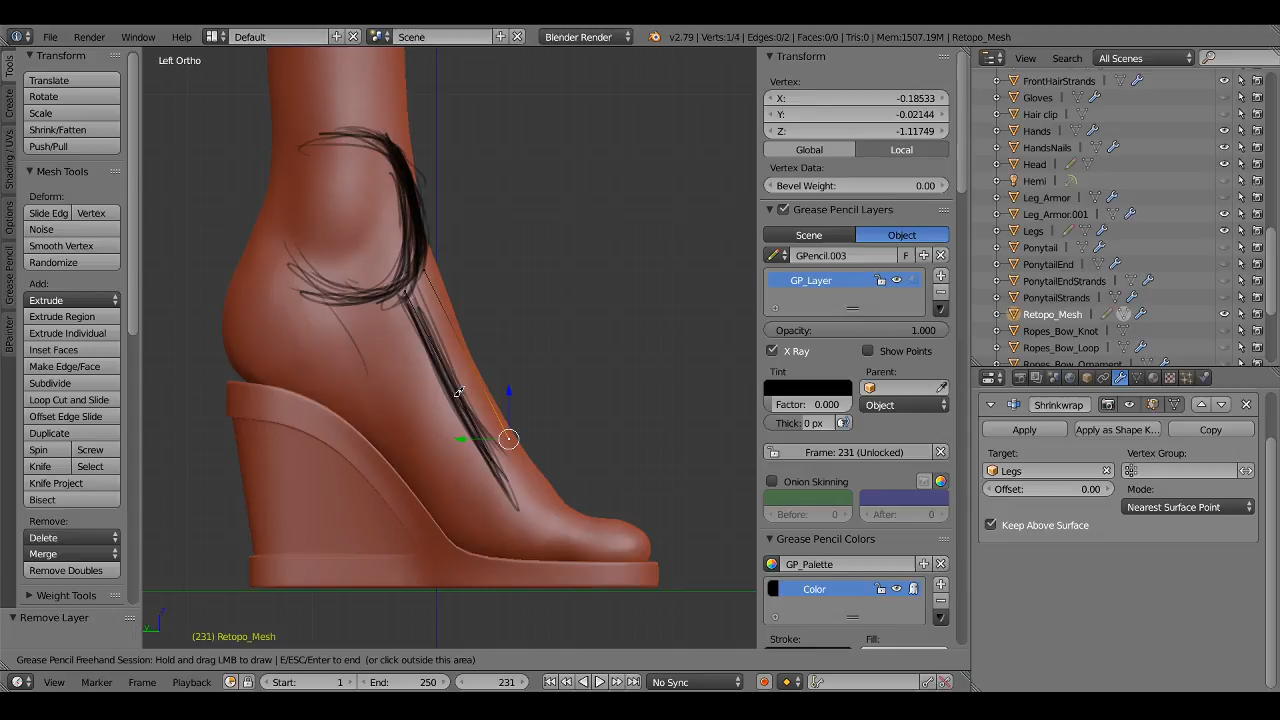 File Render Window Help Default Scene Blender Render v2.79 | Verts:1/4 | Edges:0/2 | Faces:0/0 | Tris:0 | Mem:1507.19M | Retopo_Mesh
Tools
Create
Shading / UVs
Options
Grease Pencil
BPainter
Transform
Translate
Rotate
Scale
Shrink/Fatten
Push/Pull
Mesh Tools
Deform:
Slide Edg Vertex
Noise
Smooth Vertex
Randomize
Add:
Extrude
Extrude Region
Extrude Individual
Inset Faces
Make Edge/Face
Subdivide
Loop Cut and Slide
Offset Edge Slide
Duplicate
Spin Screw
Knife Select
Knife Project
Bisect
Remove:
Delete
Merge
Remove Doubles
Weight Tools
Remove Layer
Left Ortho
z
y
(231) Retopo_Mesh
Transform
Vertex:
X: -0.18533
Y: -0.02144
Z: -1.11749
Global Local
Vertex Data:
Bevel Weight: 0.00
Grease Pencil Layers
Scene Object
GPencil.003 F
GP_Layer
Opacity: 1.000
X Ray Show Points
Tint Parent:
Factor: 0.000 Object
Thick: 0 px
Frame: 231 (Unlocked)
Onion Skinning
Before: 0 After: 0
Grease Pencil Colors
GP_Palette
Color
Stroke: Fill:
View Search All Scenes
FrontHairStrands
Gloves
Hair clip
Hands
HandsNails
Head
Hemi
Leg_Armor
Leg_Armor.001
Legs
Ponytail
PonytailEnd
PonytailEndStrands
PonytailStrands
Retopo_Mesh
Ropes_Bow_Knot
Ropes_Bow_Loop
Ropes_Bow_Ornament
Shrinkwrap
Apply Apply as Shape K... Copy
Target: Vertex Group:
Legs
Offset: 0.00 Mode:
Nearest Surface Point
Keep Above Surface
Grease Pencil Freehand Session: Hold and drag LMB to draw | E/ESC/Enter to end (or click outside this area)
View Marker Frame Playback Start: 1 End: 250 231 No Sync